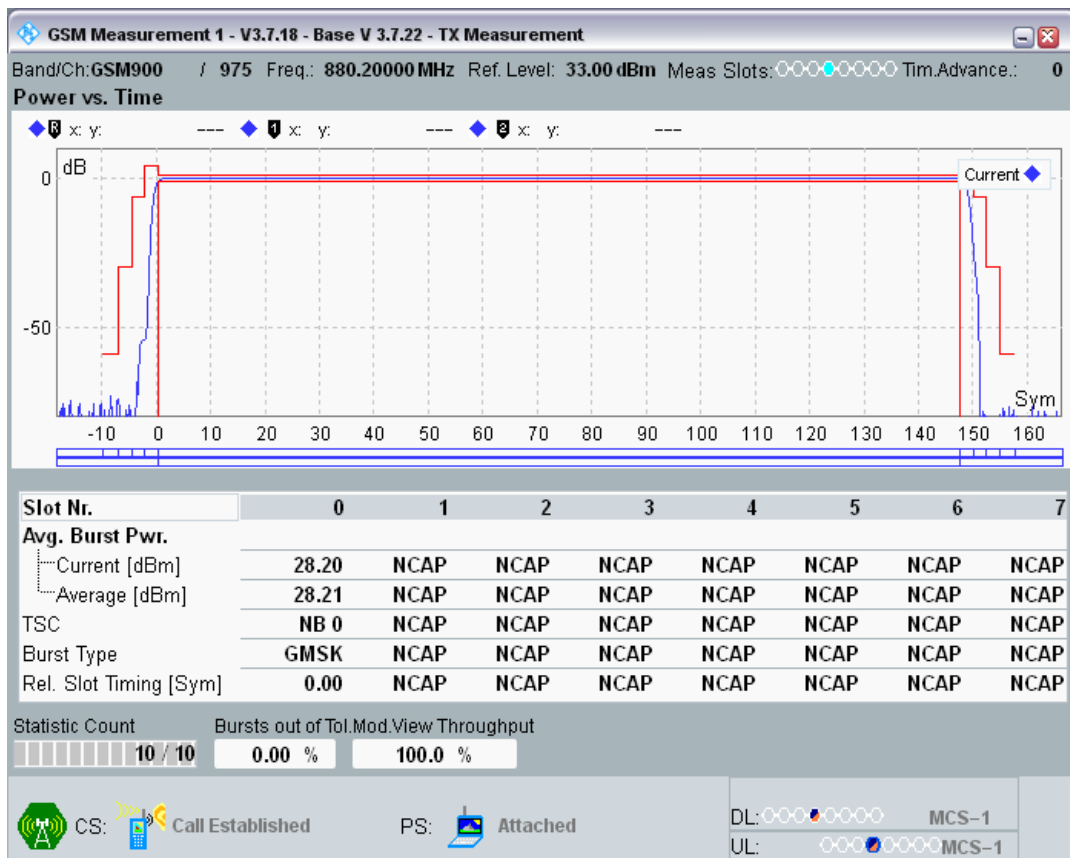 GSM Measurement 1 - V3.7.18 - Base V 3.7.22 - TX Measurement
Band/Ch:GSM900 / 975 Freq.: 880.20000 MHz Ref. Level: 33.00 dBm Meas Slots: Tim.Advance.: 0
Power vs. Time
R x: y: --- 1 x: y: --- 2 x: y: ---
dB
Current
0
-50
Sym
-10 0 10 20 30 40 50 60 70 80 90 100 110 120 130 140 150 160
Slot Nr. 0 1 2 3 4 5 6 7
Avg. Burst Pwr.
Current [dBm] 28.20 NCAP NCAP NCAP NCAP NCAP NCAP NCAP
Average [dBm] 28.21 NCAP NCAP NCAP NCAP NCAP NCAP NCAP
TSC NB 0 NCAP NCAP NCAP NCAP NCAP NCAP NCAP
Burst Type GMSK NCAP NCAP NCAP NCAP NCAP NCAP NCAP
Rel. Slot Timing [Sym] 0.00 NCAP NCAP NCAP NCAP NCAP NCAP NCAP
Statistic Count Bursts out of Tol.Mod.View Throughput
10 / 10 0.00 % 100.0 %
CS: Call Established PS: Attached
DL: MCS-1
UL: MCS-1